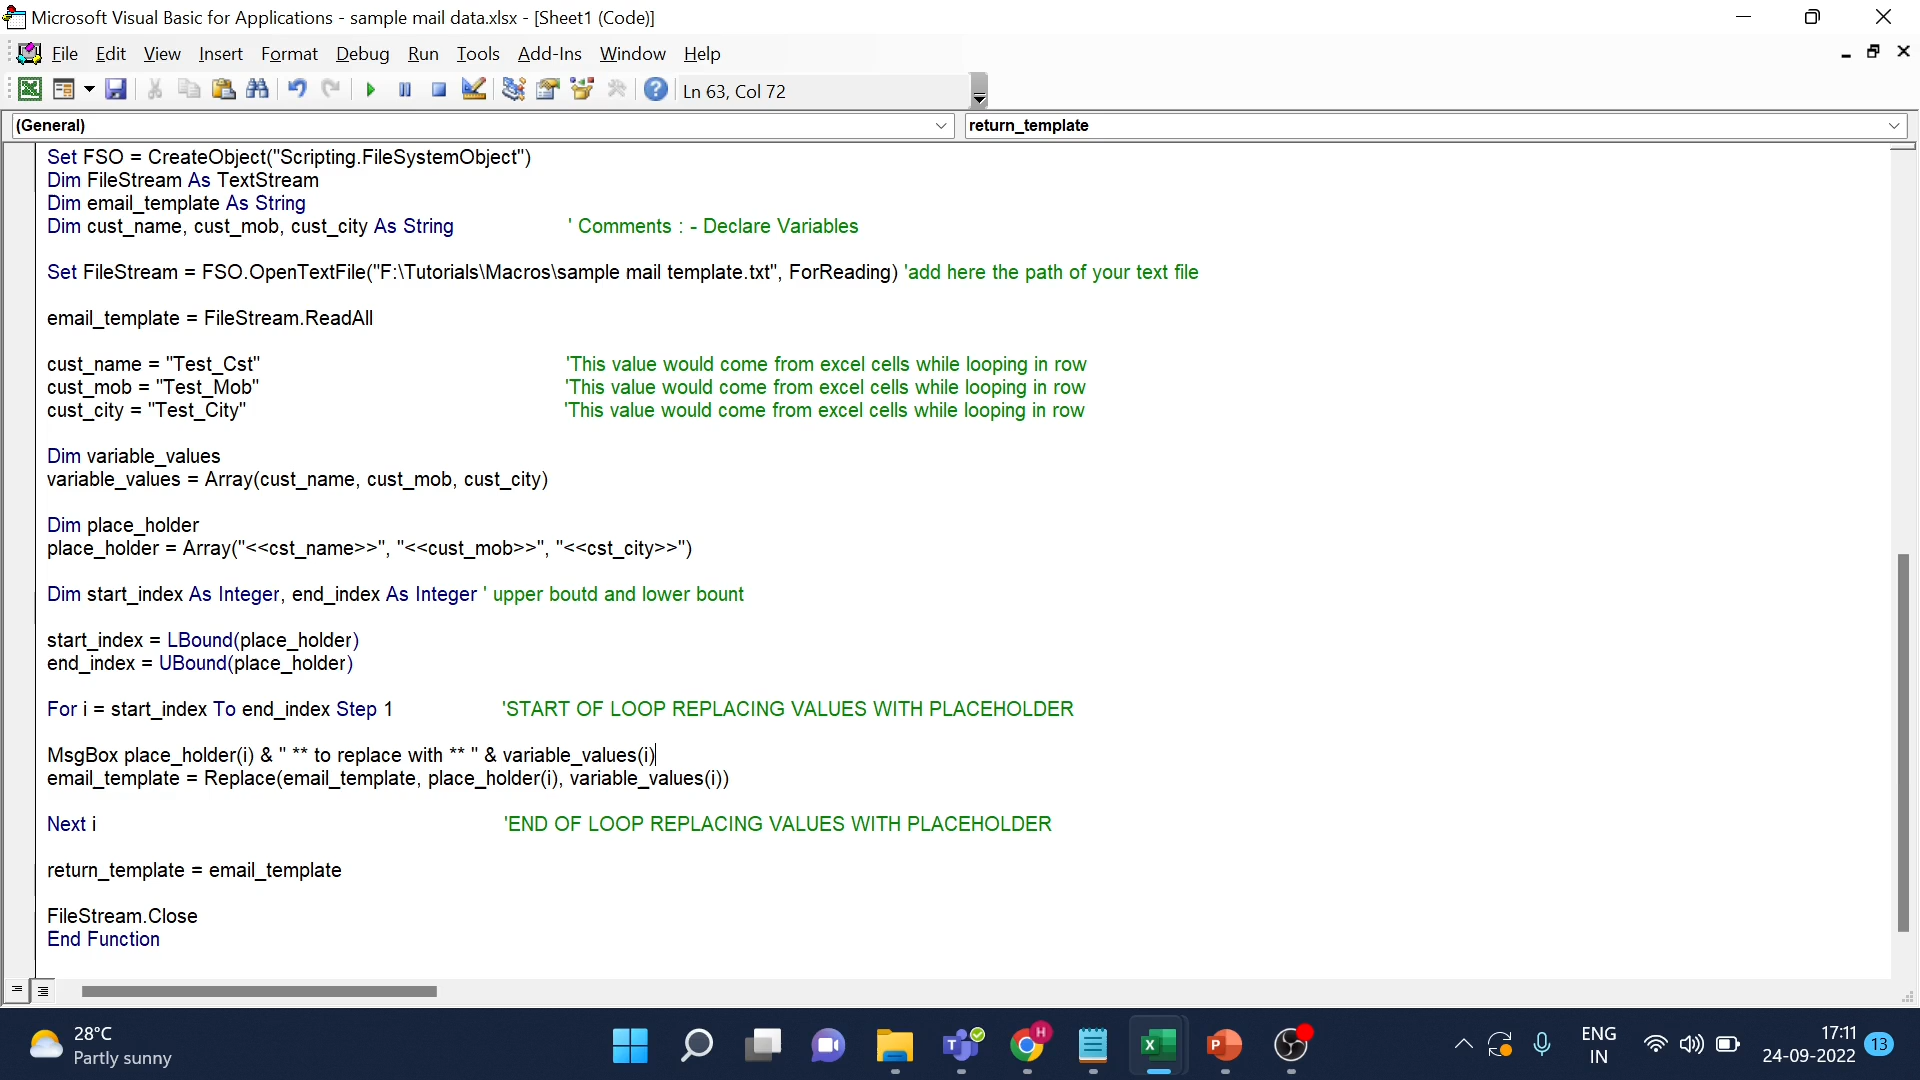 Microsoft Visual Basic for Applications - sample mail data.xlsx - [Sheet1 (Code)]
File Edit View Insert Format Debug Run Tools Add-Ins Window Help
Ln 63, Col 72
(General) return_template
Set FSO = CreateObject("Scripting.FileSystemObject")
Dim FileStream As TextStream
Dim email_template As String
Dim cust_name, cust_mob, cust_city As String ' Comments : - Declare Variables
Set FileStream = FSO.OpenTextFile("F:\Tutorials\Macros\sample mail template.txt", ForReading) 'add here the path of your text file
email_template = FileStream.ReadAll
cust_name = "Test_Cst" 'This value would come from excel cells while looping in row
cust_mob = "Test_Mob" 'This value would come from excel cells while looping in row
cust_city = "Test_City" 'This value would come from excel cells while looping in row
Dim variable_values
variable_values = Array(cust_name, cust_mob, cust_city)
Dim place_holder
place_holder = Array("<<cst_name>>", "<<cust_mob>>", "<<cst_city>>")
Dim start_index As Integer, end_index As Integer ' upper boutd and lower bount
start_index = LBound(place_holder)
end_index = UBound(place_holder)
For i = start_index To end_index Step 1 'START OF LOOP REPLACING VALUES WITH PLACEHOLDER
MsgBox place_holder(i) & " ** to replace with ** " & variable_values(i)
email_template = Replace(email_template, place_holder(i), variable_values(i))
Next i 'END OF LOOP REPLACING VALUES WITH PLACEHOLDER
return_template = email_template
FileStream.Close
End Function
28°C
Partly sunny
H
ENG
IN
17:11
24-09-2022
13